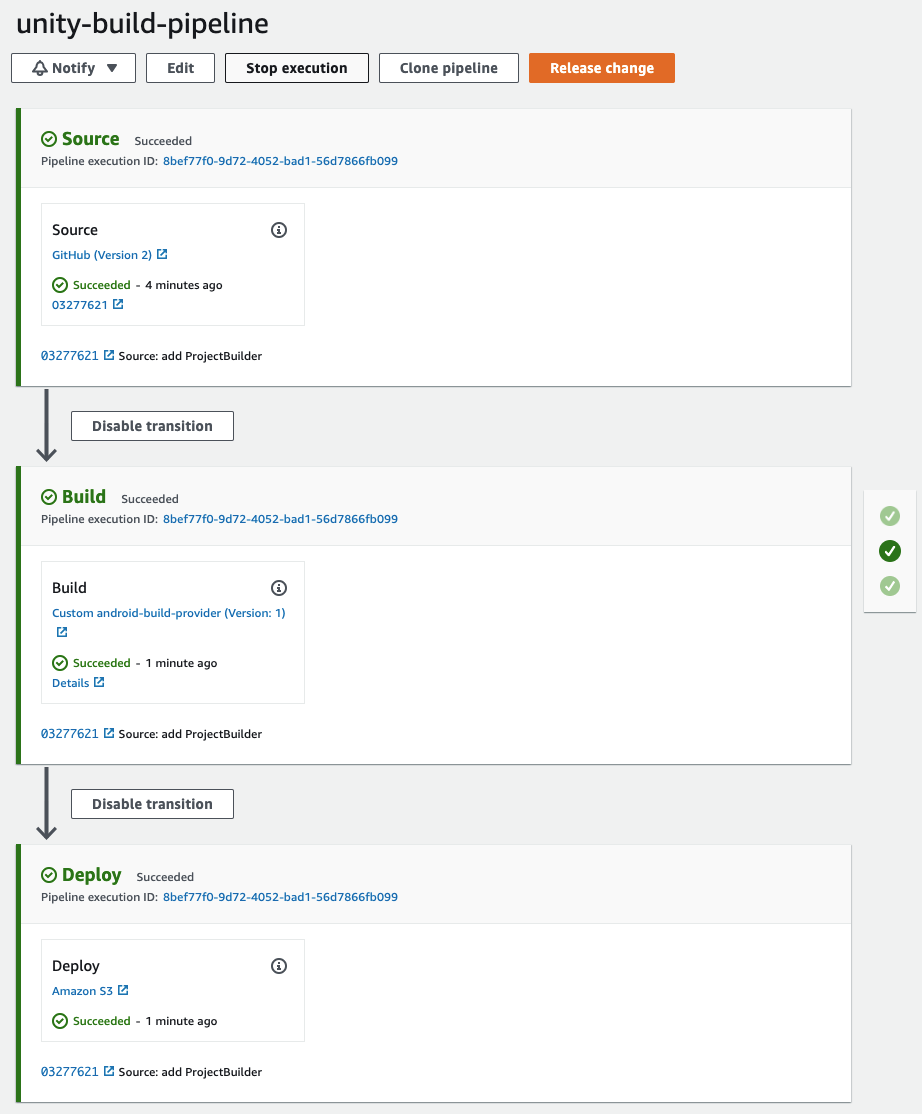 unity-build-pipeline
Notify Edit Stop execution Clone pipeline Release change
Source Succeeded
Pipeline execution ID: 8bef77f0-9d72-4052-bad1-56d7866fb099
Source
GitHub (Version 2)
Succeeded - 4 minutes ago
03277621
03277621 Source: add ProjectBuilder
Disable transition
Build Succeeded
Pipeline execution ID: 8bef77f0-9d72-4052-bad1-56d7866fb099
Build
Custom android-build-provider (Version: 1)
Succeeded - 1 minute ago
Details
03277621 Source: add ProjectBuilder
Disable transition
Deploy Succeeded
Pipeline execution ID: 8bef77f0-9d72-4052-bad1-56d7866fb099
Deploy
Amazon S3
Succeeded - 1 minute ago
03277621 Source: add ProjectBuilder